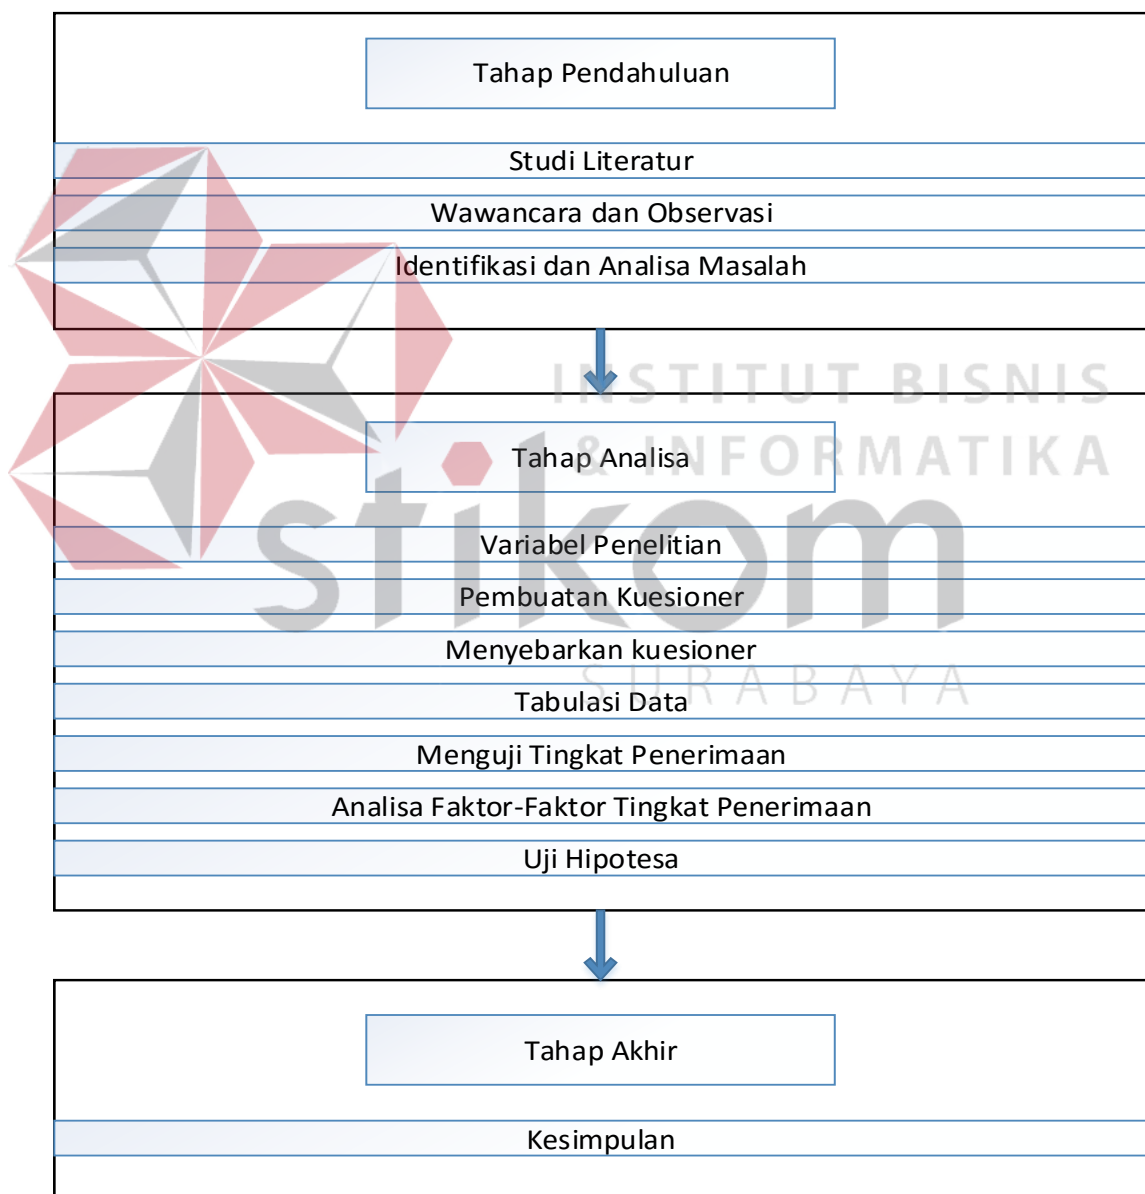 Tahap Pendahuluan
Studi Literatur
Wawancara dan Observasi
Identifikasi dan Analisa Masalah
INSTITUT BISNIS
& INFORMATIKA
stikom
SURABAYA
Tahap Analisa
Variabel Penelitian
Pembuatan Kuesioner
Menyebarkan kuesioner
Tabulasi Data
Menguji Tingkat Penerimaan
Analisa Faktor-Faktor Tingkat Penerimaan
Uji Hipotesa
Tahap Akhir
Kesimpulan